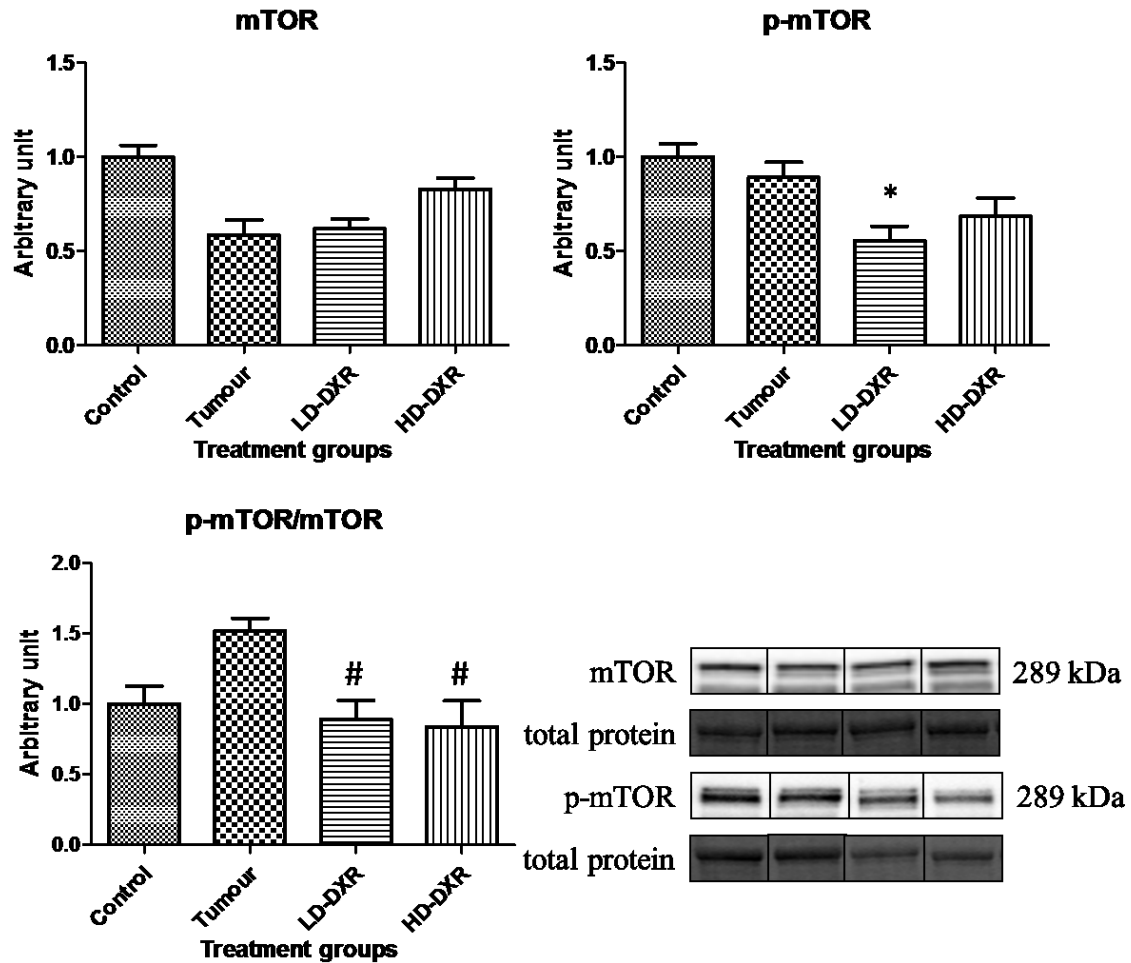 mTOR
Arbitrary unit
1.5
1.0
0.5
0.0
Control
Tumour
LD-DXR
HD-DXR
Treatment groups
p-mTOR
Arbitrary unit
1.5
1.0
0.5
0.0
*
Control
Tumour
LD-DXR
HD-DXR
Treatment groups
p-mTOR/mTOR
Arbitrary unit
2.0
1.5
1.0
0.5
0.0
#
#
Control
Tumour
LD-DXR
HD-DXR
Treatment groups
mTOR 289 kDa
total protein
p-mTOR 289 kDa
total protein